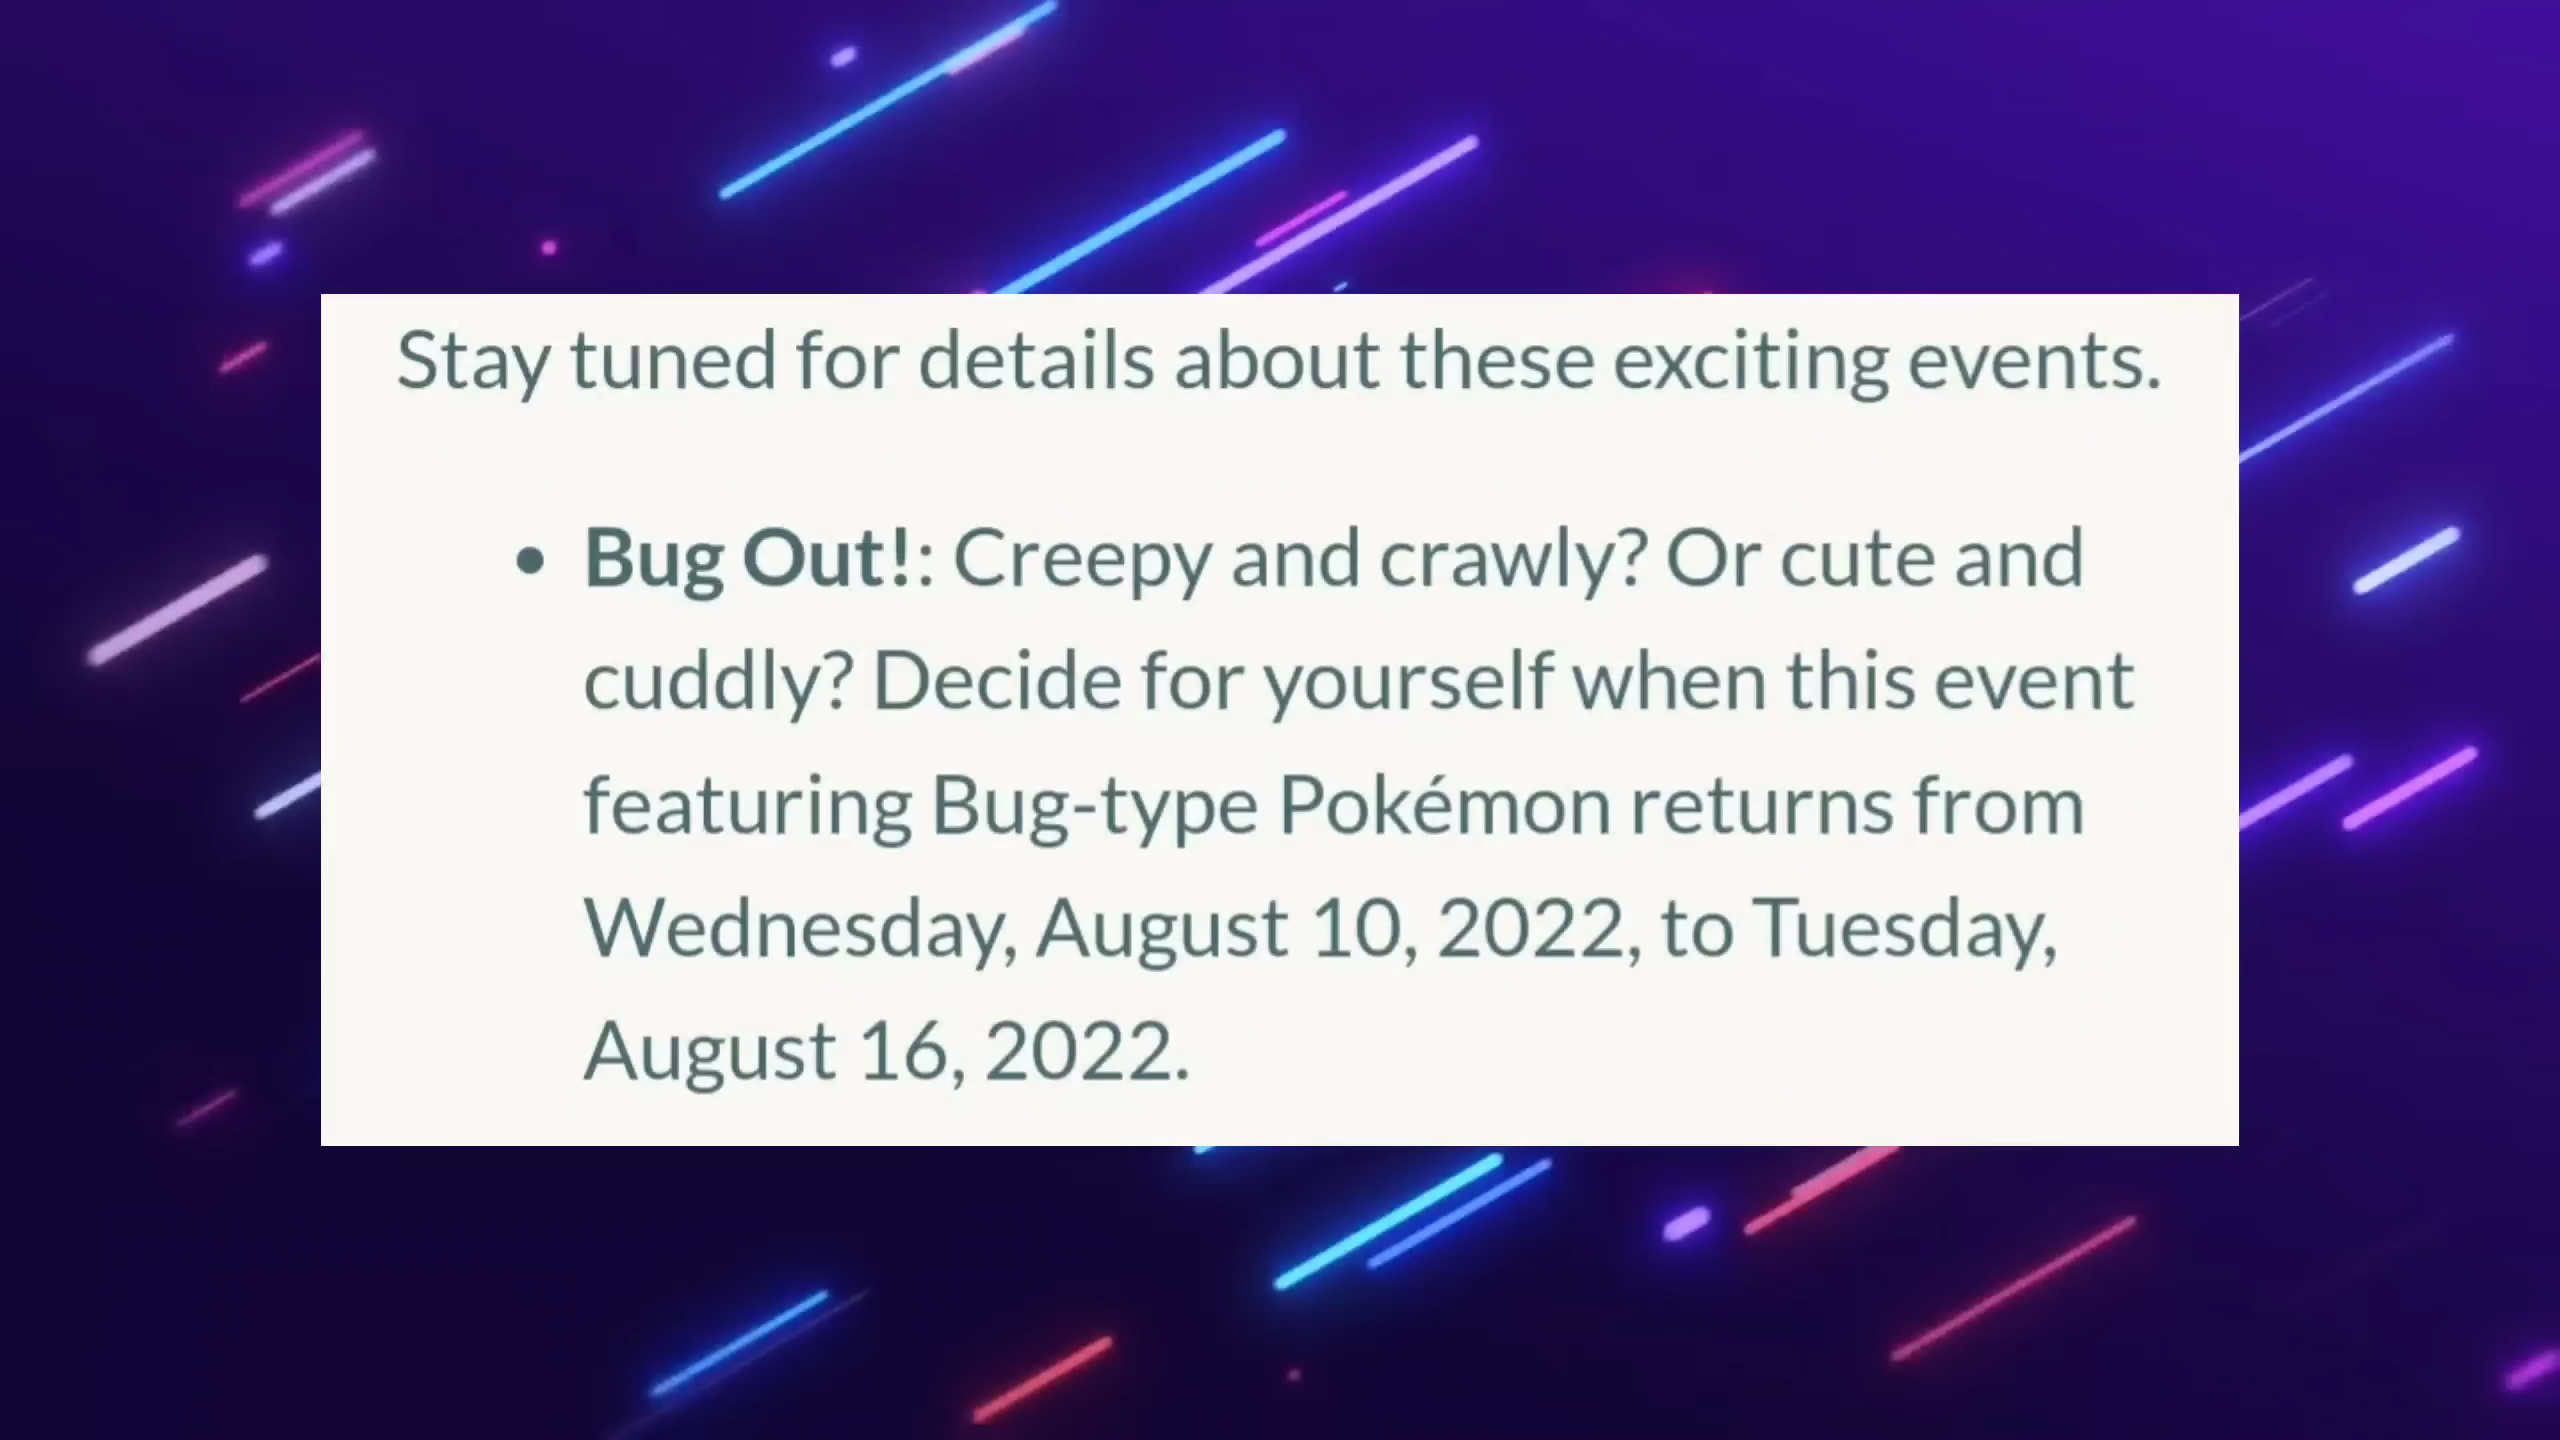 Stay tuned for details about these exciting events.
• Bug Out!: Creepy and crawly? Or cute and
cuddly? Decide for yourself when this event
featuring Bug-type Pokémon returns from
Wednesday, August 10, 2022, to Tuesday,
August 16, 2022.